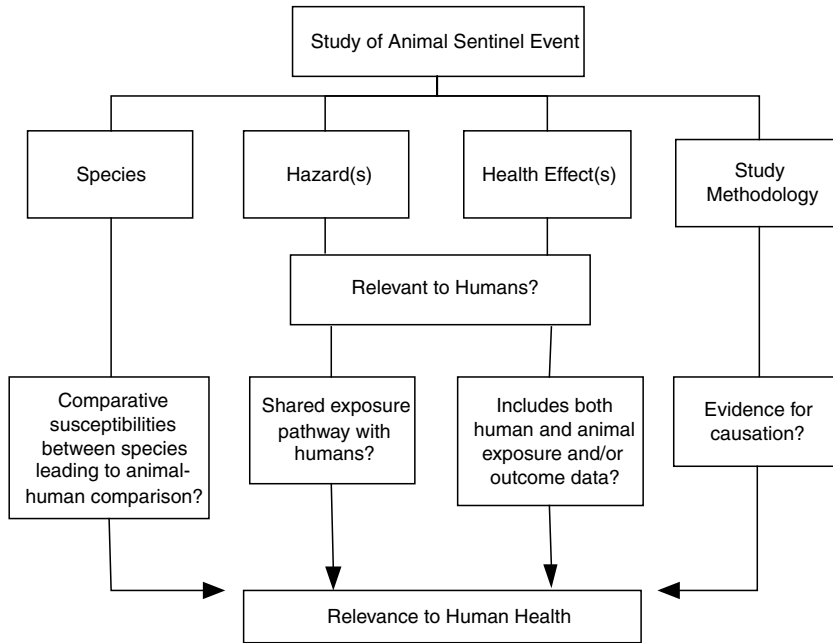 Study of Animal Sentinel Event
Species
Hazard(s)
Health Effect(s)
Study
Methodology
Relevant to Humans?
Comparative
susceptibilities
between species
leading to animal-
human comparison?
Shared exposure
pathway with
humans?
Includes both
human and animal
exposure and/or
outcome data?
Evidence for
causation?
Relevance to Human Health